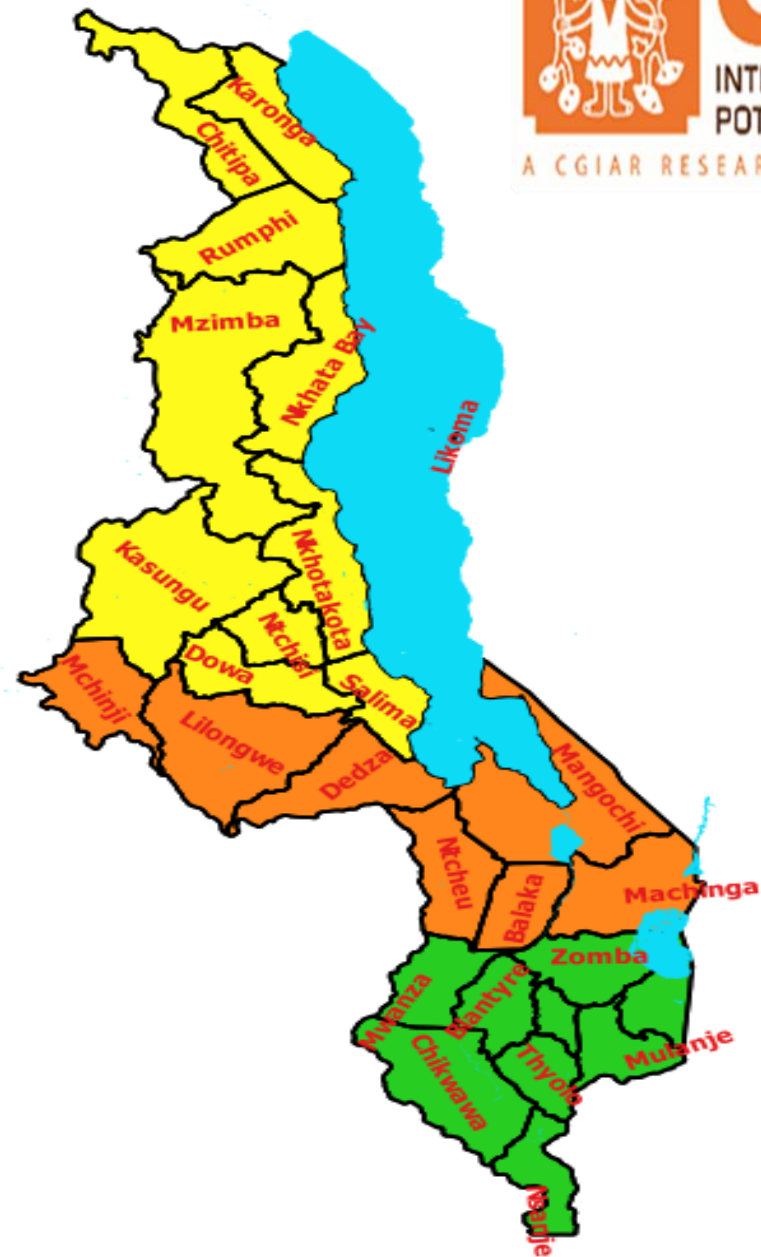 INTE
POT
A CGIAR RESEAR
Karonga
Chitipa
Rumphi
Mzimba
Nkhata Bay
Likoma
Nkhotakota
Kasungu
Ntchisi
Dowa
Salima
Mchinji
Lilongwe
Dedza
Mangochi
Ntcheu
Balaka
Machinga
Zomba
Blantyre
Mwanza
Mulanje
Thyolo
Chikwawa
Nsanje